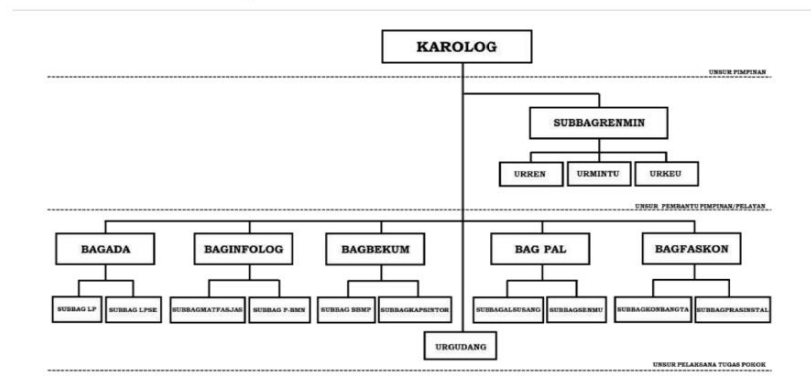 KAROLOG
UNSUR PIMPINAN
SUBBAGRENMIN
URREN
URMINTU
URKEU
UNSUR PEMBANTU PIMPINAN/PELAYAN
BAGADA
BAGINFOLOG
BAGBEKUM
BAG PAL
BAGFASKON
SUBBAG LP
SUBBAG LPSE
SUBBAGMATFASJAS
SUBBAG P-BMN
SUBBAG BBMP
SUBBAGKAPSINTOR
SUBBAGALSUSANG
SUBBAGSENMU
SUBBAGKONBANGTA
SUBBAGPRASINSTAL
URGUDANG
UNSUR PELAKSANA TUGAS POKOK